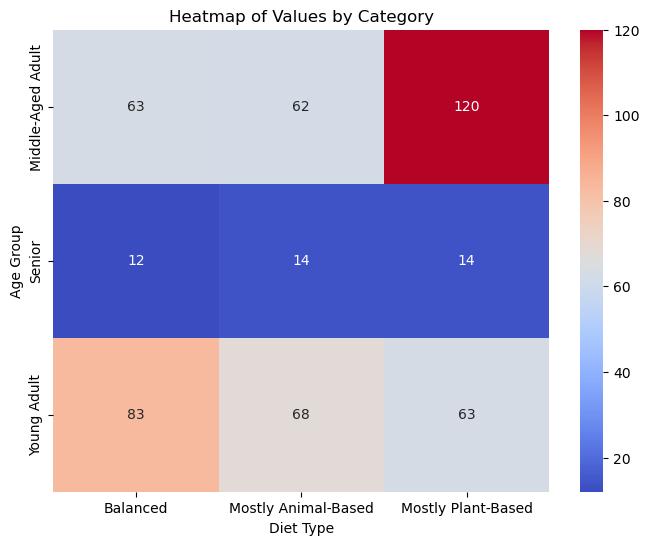 Heatmap of Values by Category
Age Group
Middle-Aged Adult
63 62 120
Senior
12 14 14
Young Adult
83 68 63
Balanced Mostly Animal-Based Mostly Plant-Based
Diet Type
120
100
80
60
40
20